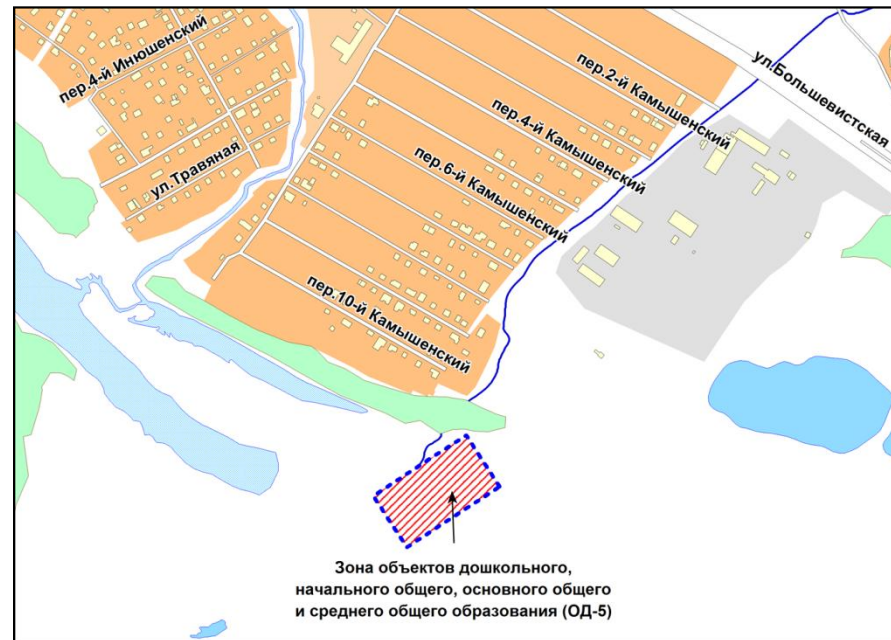 пер.4-й Инюшенский
ул.Травяная
пер.2-й Камышенский
ул.Большевистская
пер.4-й Камышенский
пер.6-й Камышенский
пер.10-й Камышенский
Зона объектов дошкольного,
начального общего, основного общего
и среднего общего образования (ОД-5)